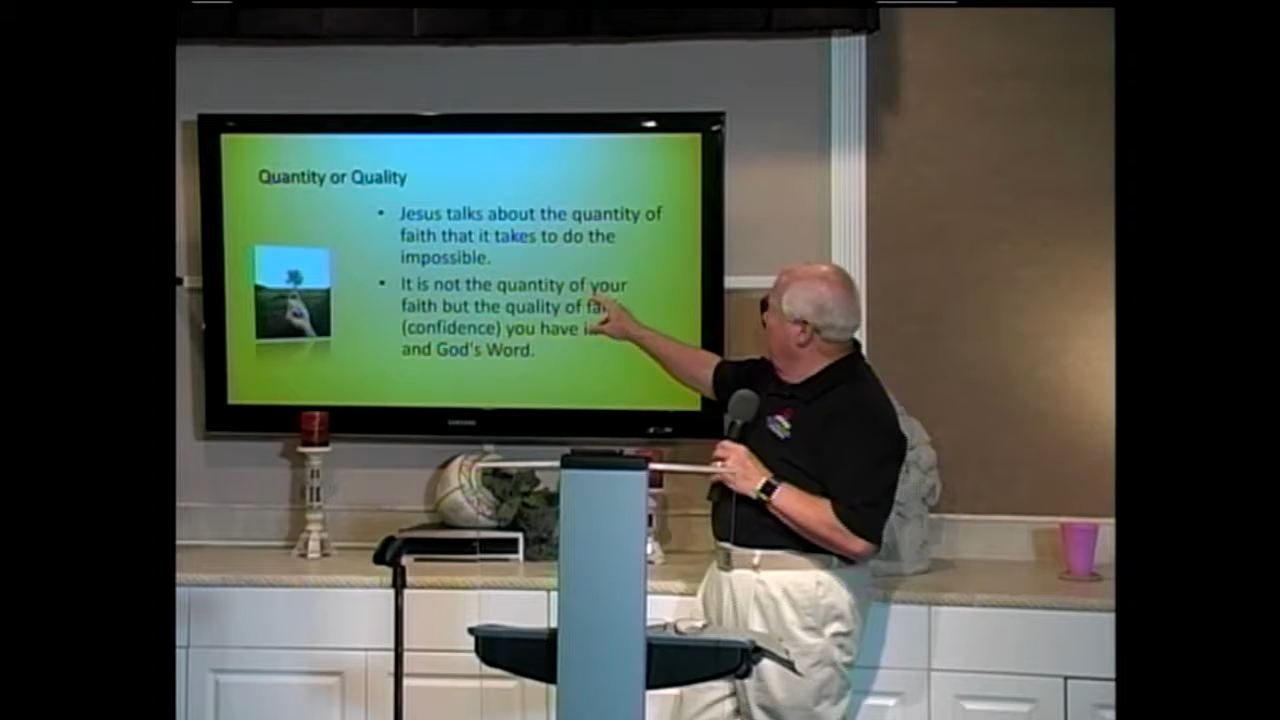 Quantity or Quality
• Jesus talks about the quantity of
faith that it takes to do the
impossible.
• It is not the quantity of your
faith but the quality of
(confidence) you have
and God's Word.
SAMSUNG